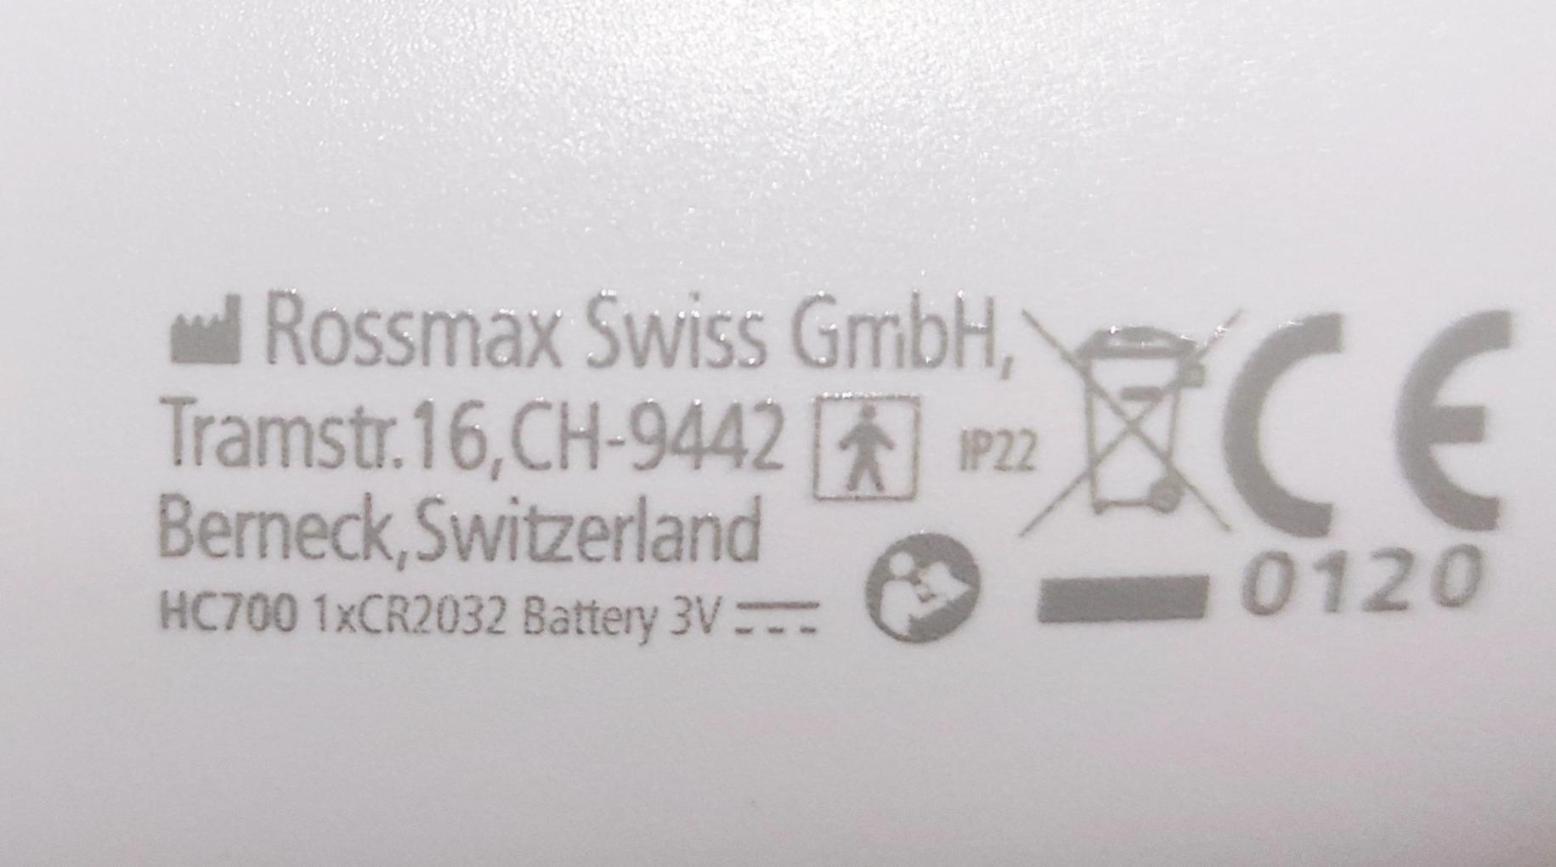 Rossmax Swiss GmbH,
Tramstr.16,CH-9442
IP22
Berneck,Switzerland
HC700 1xCR2032 Battery 3V
CE
0120